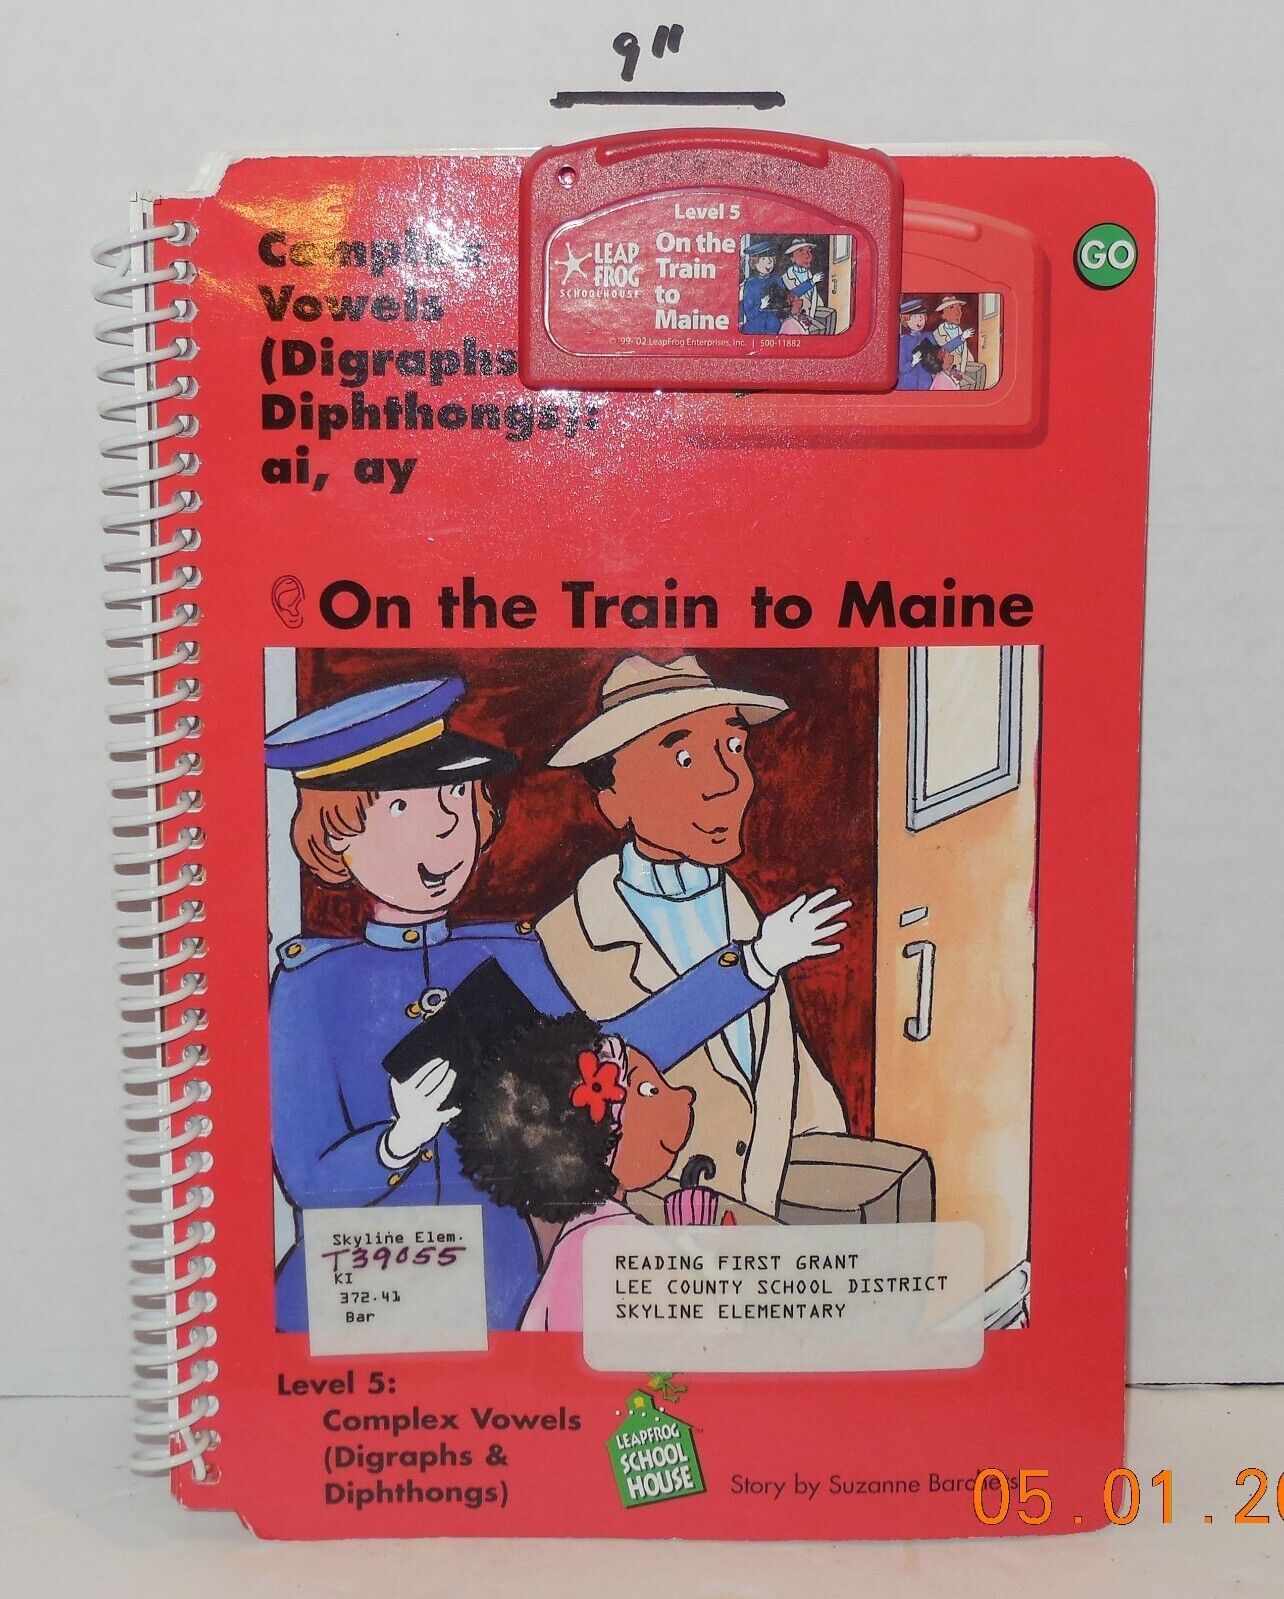 9"
Level 5
LEAP
FROG
SCHOOLHOUSE
On the
Train
to
Maine
© '99-'02 LeapFrog Enterprises, Inc. | 500-11882
GO
Complex
Vowels
(Digraphs
Diphthongs):
ai, ay
On the Train to Maine
Skyline Elem.
T39055
KI
372.41
Bar
READING FIRST GRANT
LEE COUNTY SCHOOL DISTRICT
SKYLINE ELEMENTARY
Level 5:
Complex Vowels
(Digraphs &
Diphthongs)
LEAPFROG
SCHOOL
HOUSE
™
Story by Suzanne Barchers
05.01.20